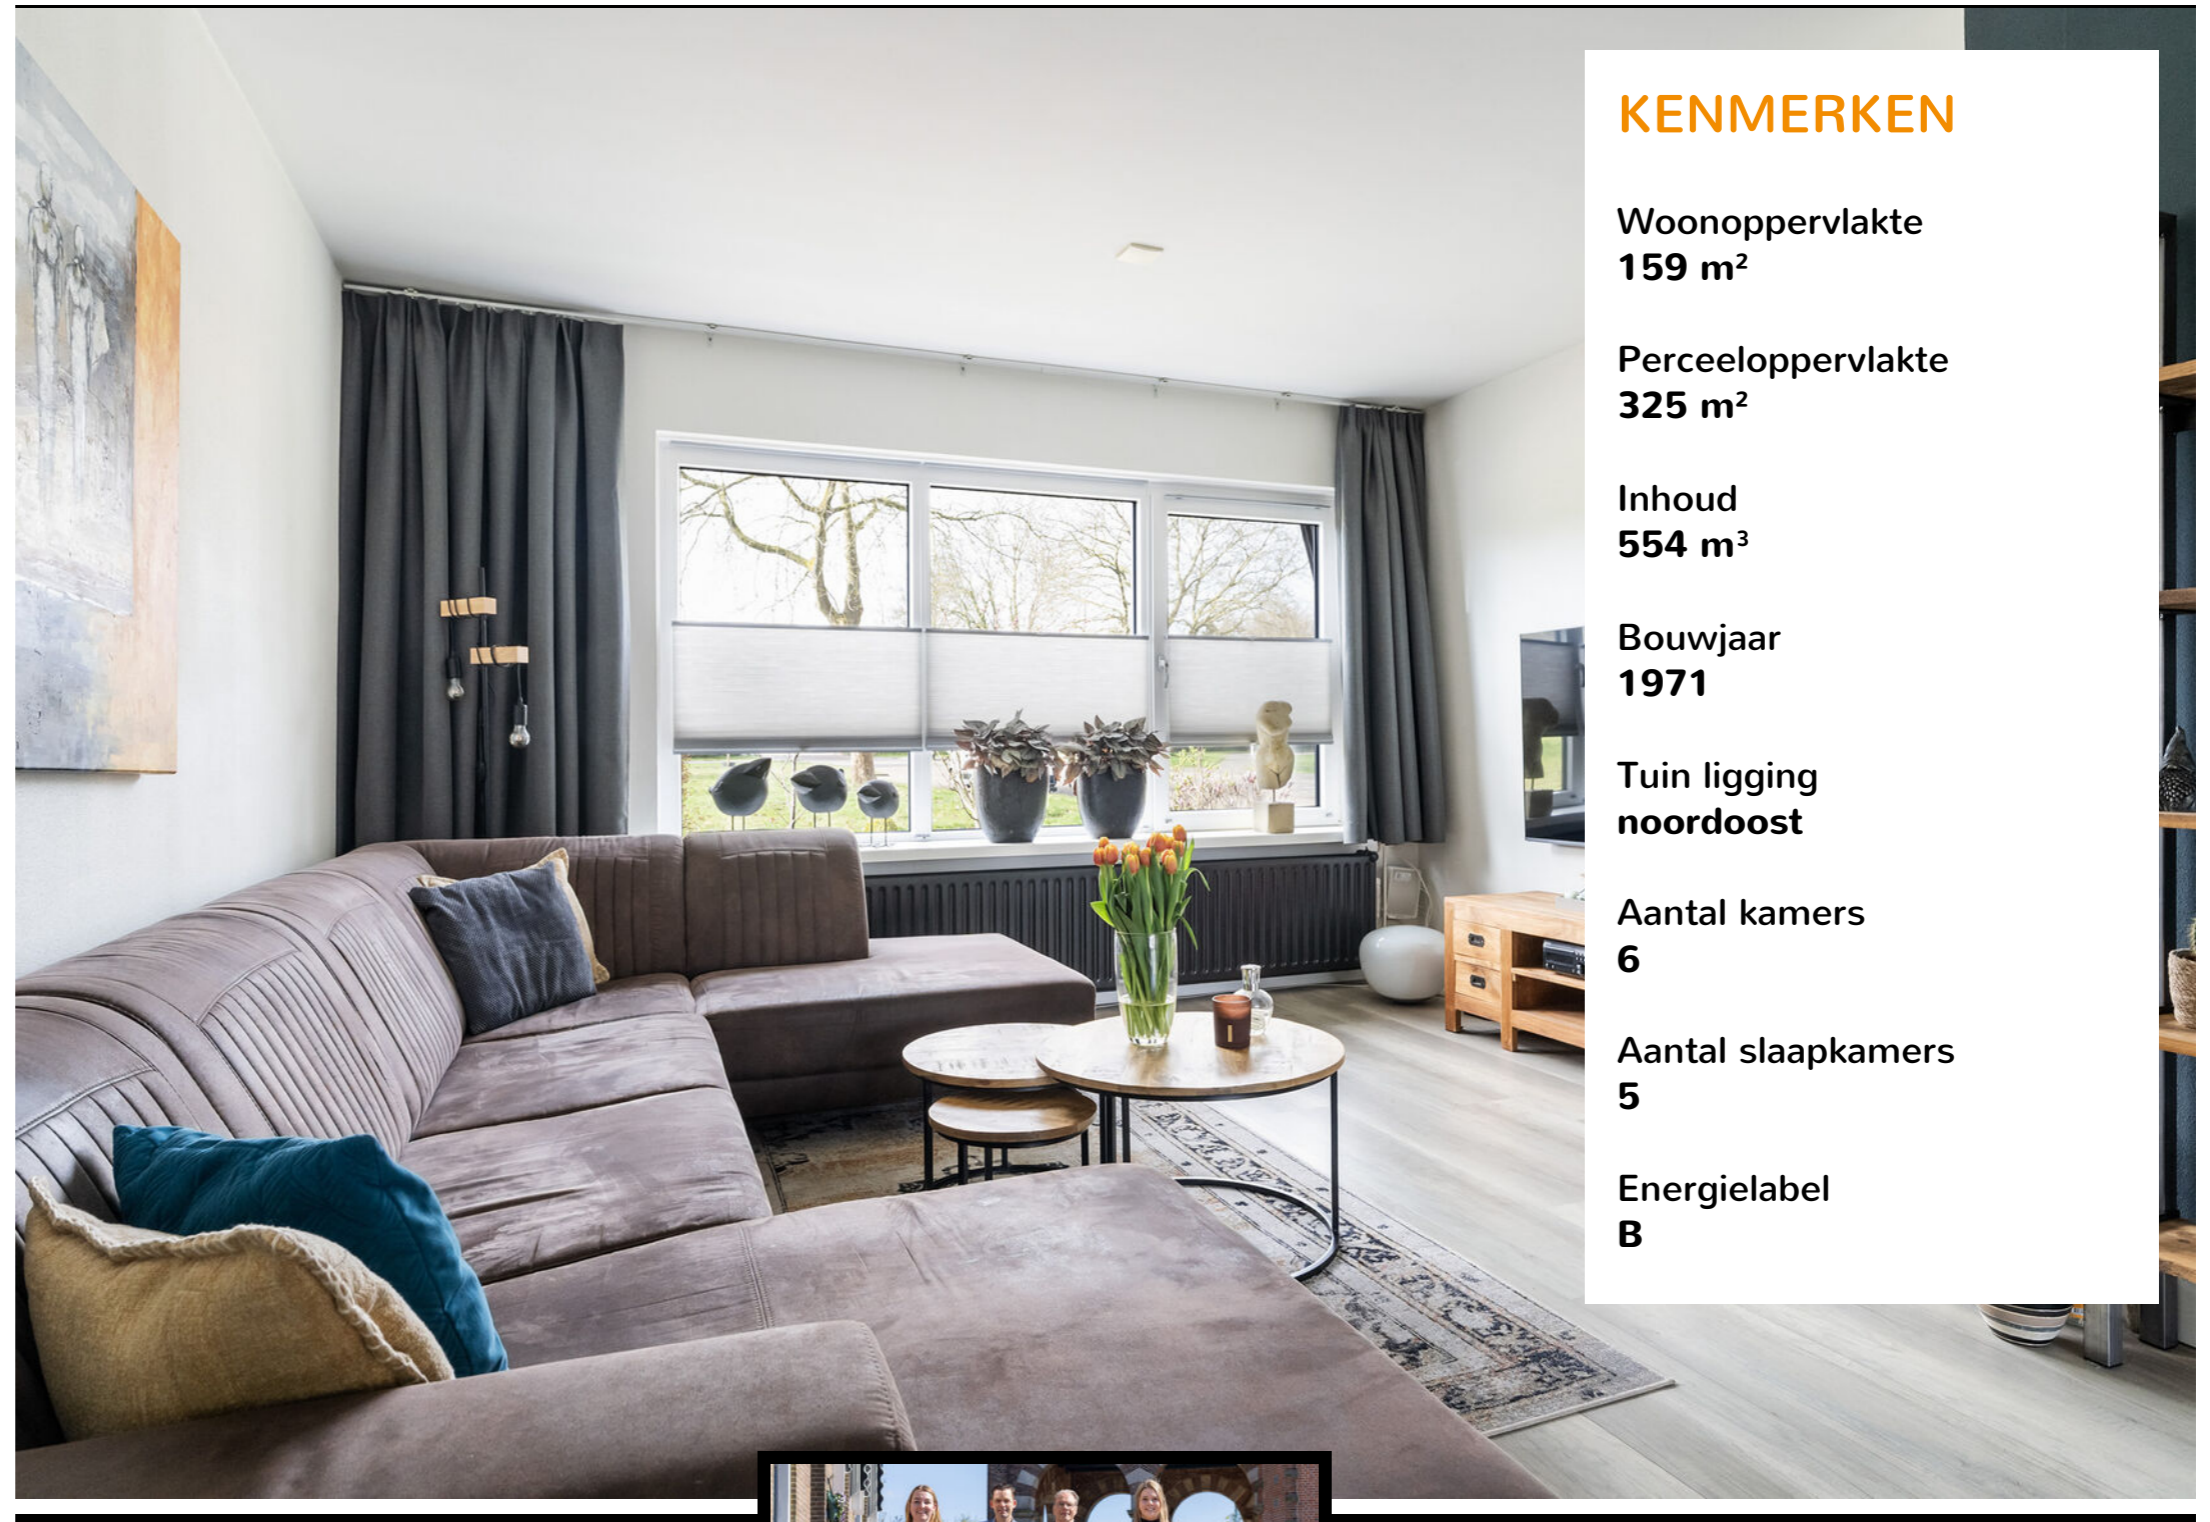 KENMERKEN
Woonoppervlakte
159 m²
Perceeloppervlakte
325 m²
Inhoud
554 m³
Bouwjaar
1971
Tuin ligging
noordoost
Aantal kamers
6
Aantal slaapkamers
5
Energielabel
B